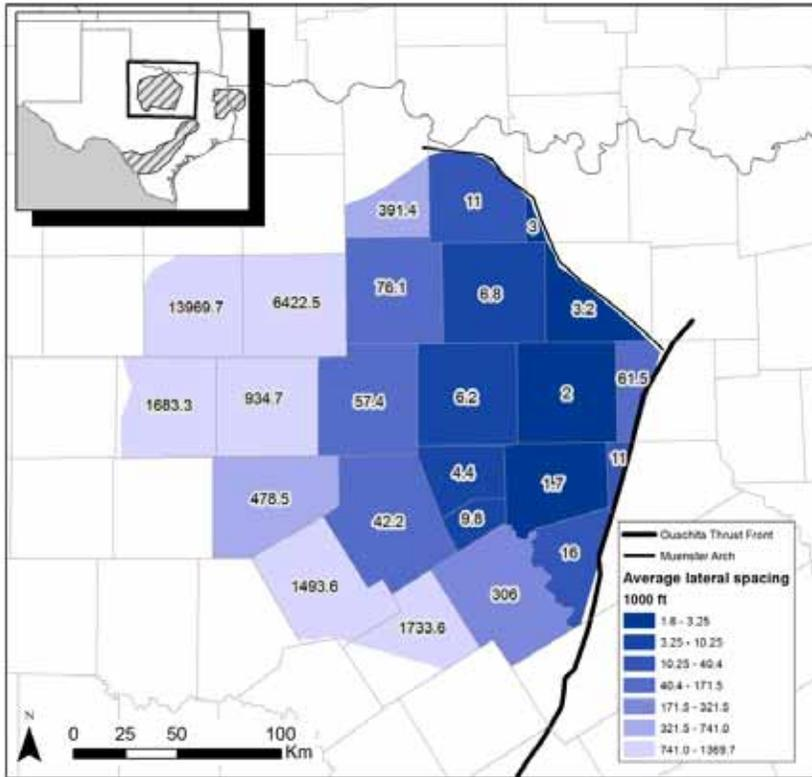 391.4
11
3
13969.7
6422.5
76.1
6.8
3.2
1683.3
934.7
57.4
6.2
2
61.5
478.5
42.2
4.4
1.7
11
9.8
16
1493.6
1733.6
306
Ouachita Thrust Front
Muenster Arch
Average lateral spacing
1000 ft
1.8 - 3.25
3.25 - 10.25
10.25 - 40.4
40.4 - 171.5
171.5 - 321.5
321.5 - 741.0
741.0 - 1369.7
N
0 25 50 100
Km